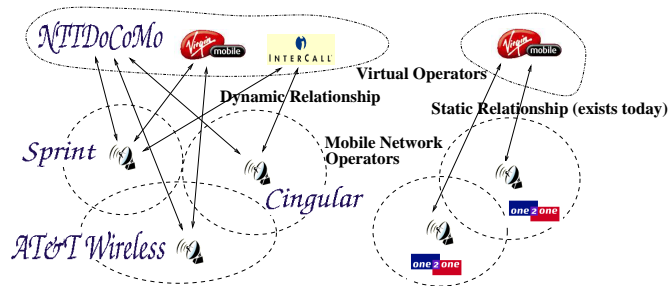 NTTDoCoMo
Virgin mobile
INTERCALL
Virgin mobile
Virtual Operators
Dynamic Relationship
Static Relationship (exists today)
Mobile Network
Operators
Sprint
Cingular
AT&T Wireless
one2one
one2one